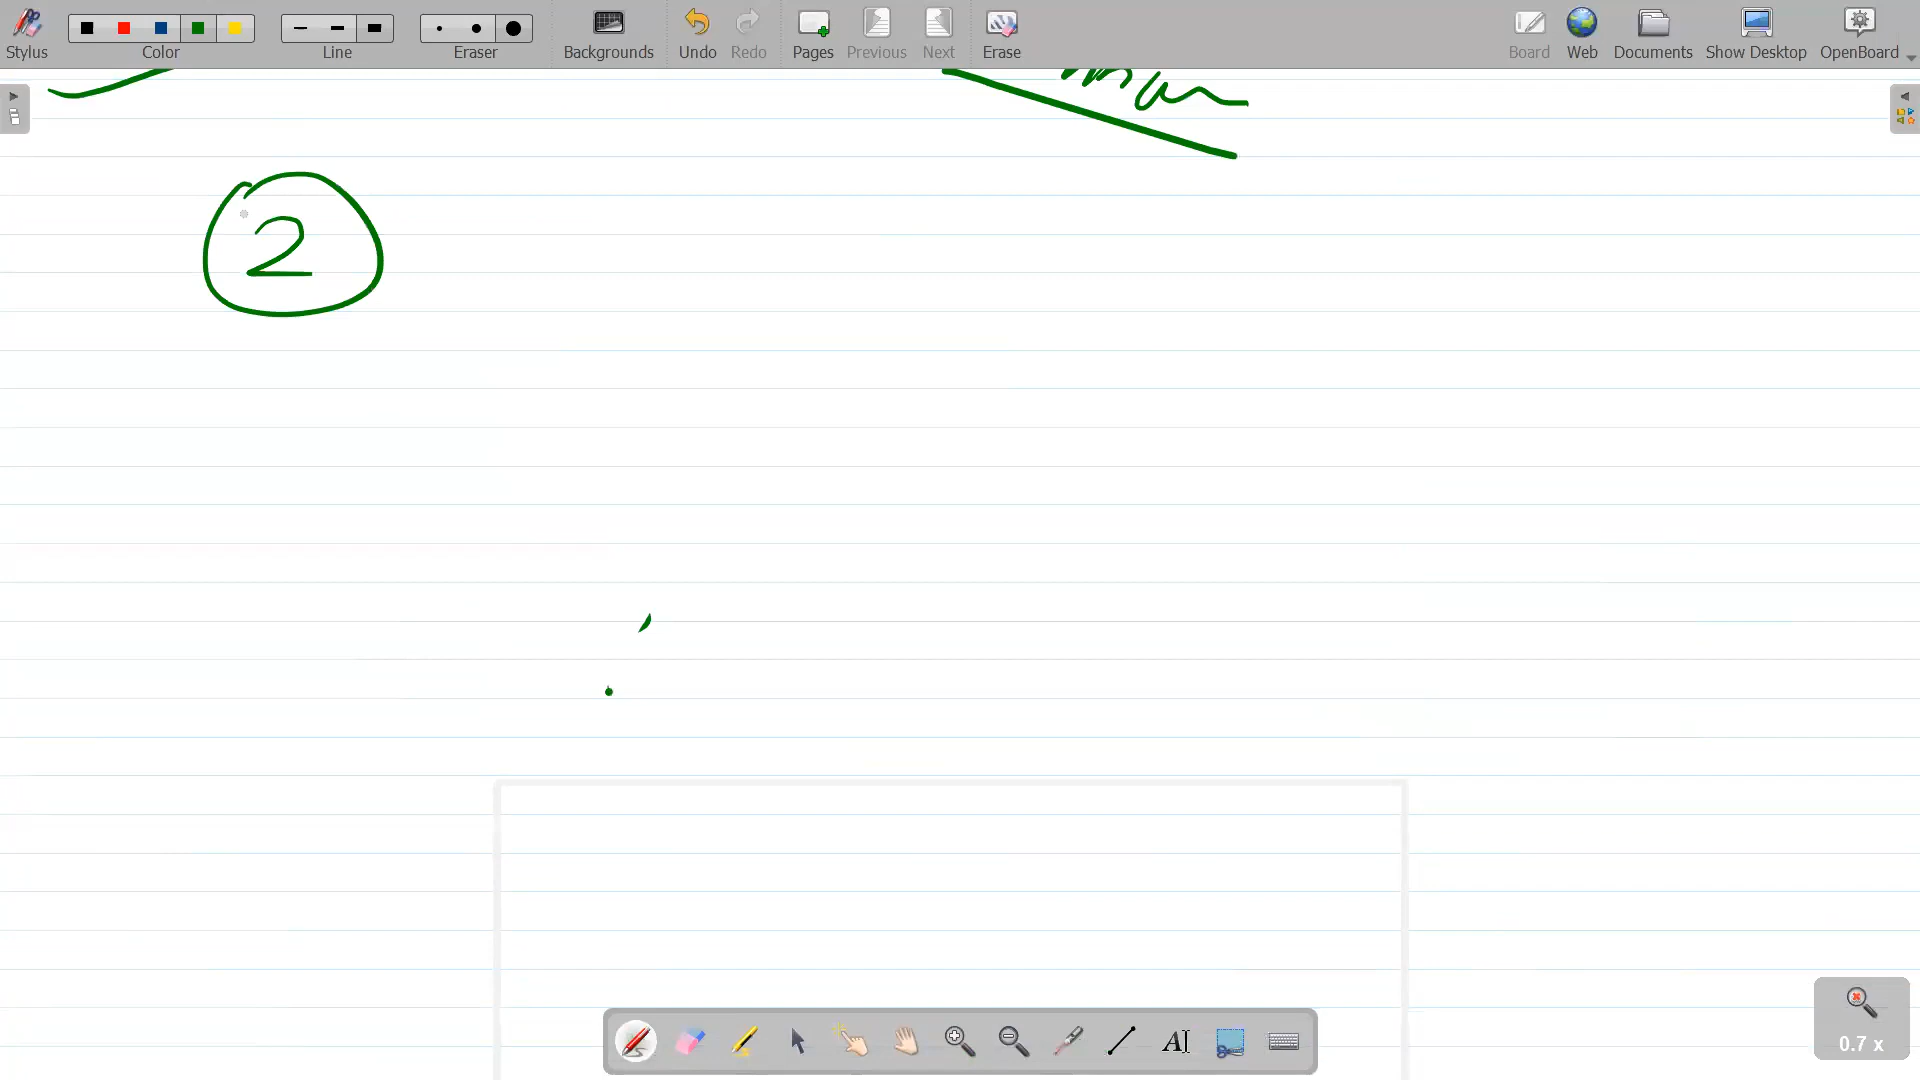 Stylus Color Line Eraser Backgrounds Undo Redo Pages Previous Next Erase Board Web Documents Show Desktop OpenBoard
2
0.7 x